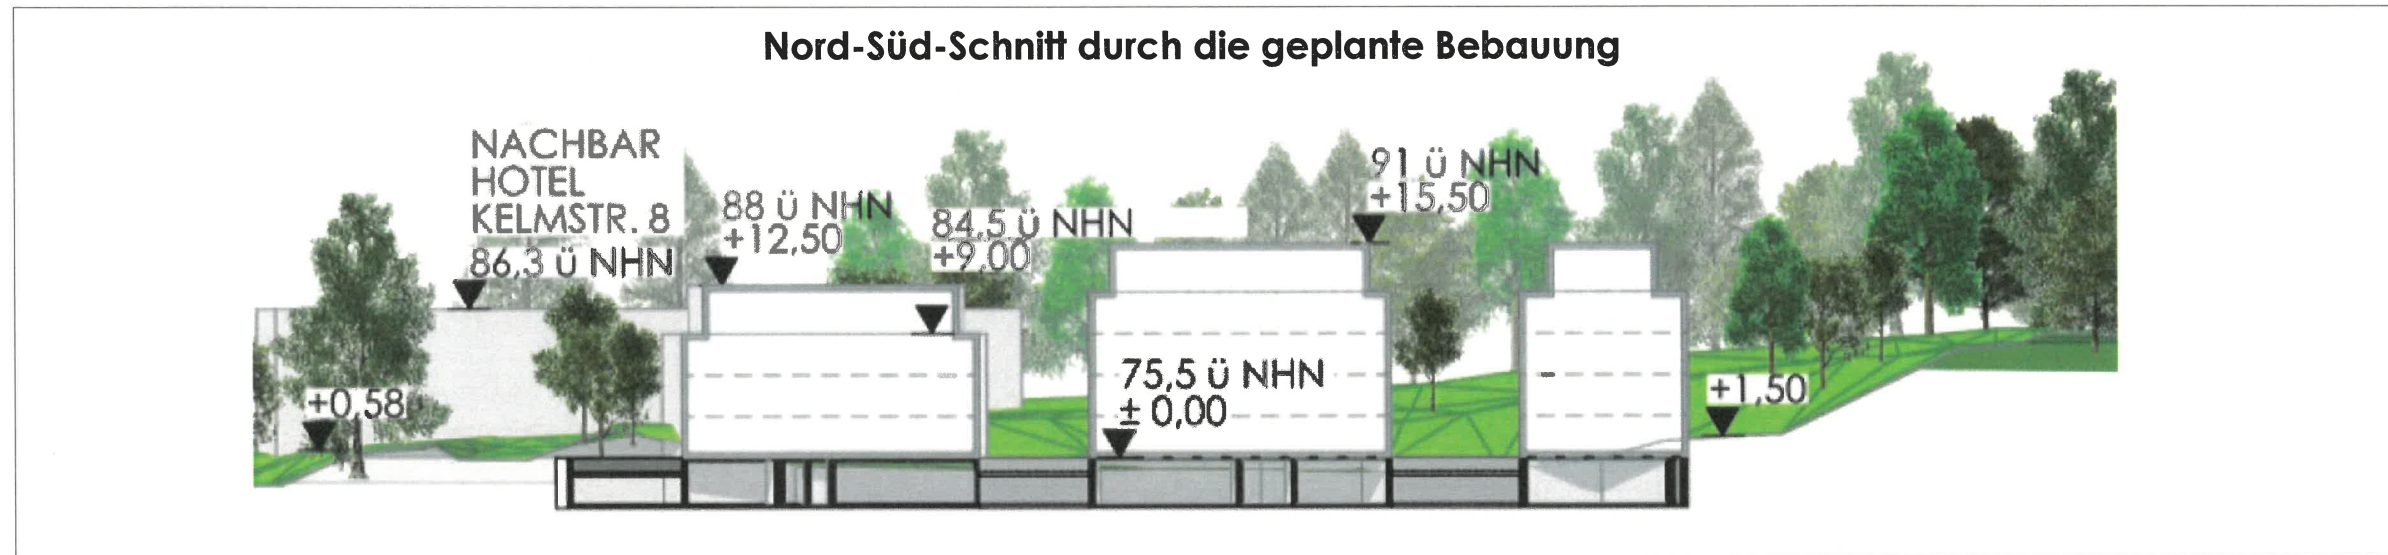 Nord-Süd-Schnitt durch die geplante Bebauung
NACHBAR
HOTEL
KELMSTR. 8
86,3 ü NHN
88 ü NHN
+12,50
84,5 ü NHN
+9,00
91 ü NHN
+15,50
75,5 ü NHN
± 0,00
+0,58
+1,50